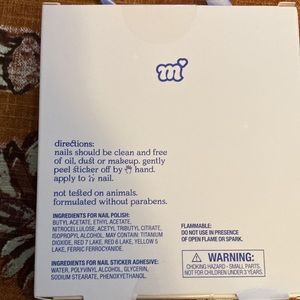 m
directions:
nails should be clean and free
of oil, dust or makeup. gently
peel sticker off by hand.
apply to nail.
not tested on animals.
formulated without parabens.
INGREDIENTS FOR NAIL POLISH:
BUTYL ACETATE, ETHYL ACETATE,
NITROCELLULOSE, ACETYL TRIBUTYL CITRATE,
ISOPROPYL ALCOHOL. MAY CONTAIN: TITANIUM
DIOXIDE, RED 7 LAKE, RED 6 LAKE, YELLOW 5
LAKE, FERRIC FERROCYANIDE.
INGREDIENTS FOR NAIL STICKER ADHESIVE:
WATER, POLYVINYL ALCOHOL, GLYCERIN,
SODIUM STEARATE, PHENOXYETHANOL.
FLAMMABLE:
DO NOT USE IN PRESENCE
OF OPEN FLAME OR SPARK.
WARNING:
CHOKING HAZARD - SMALL PARTS.
NOT FOR CHILDREN UNDER 3 YEARS.